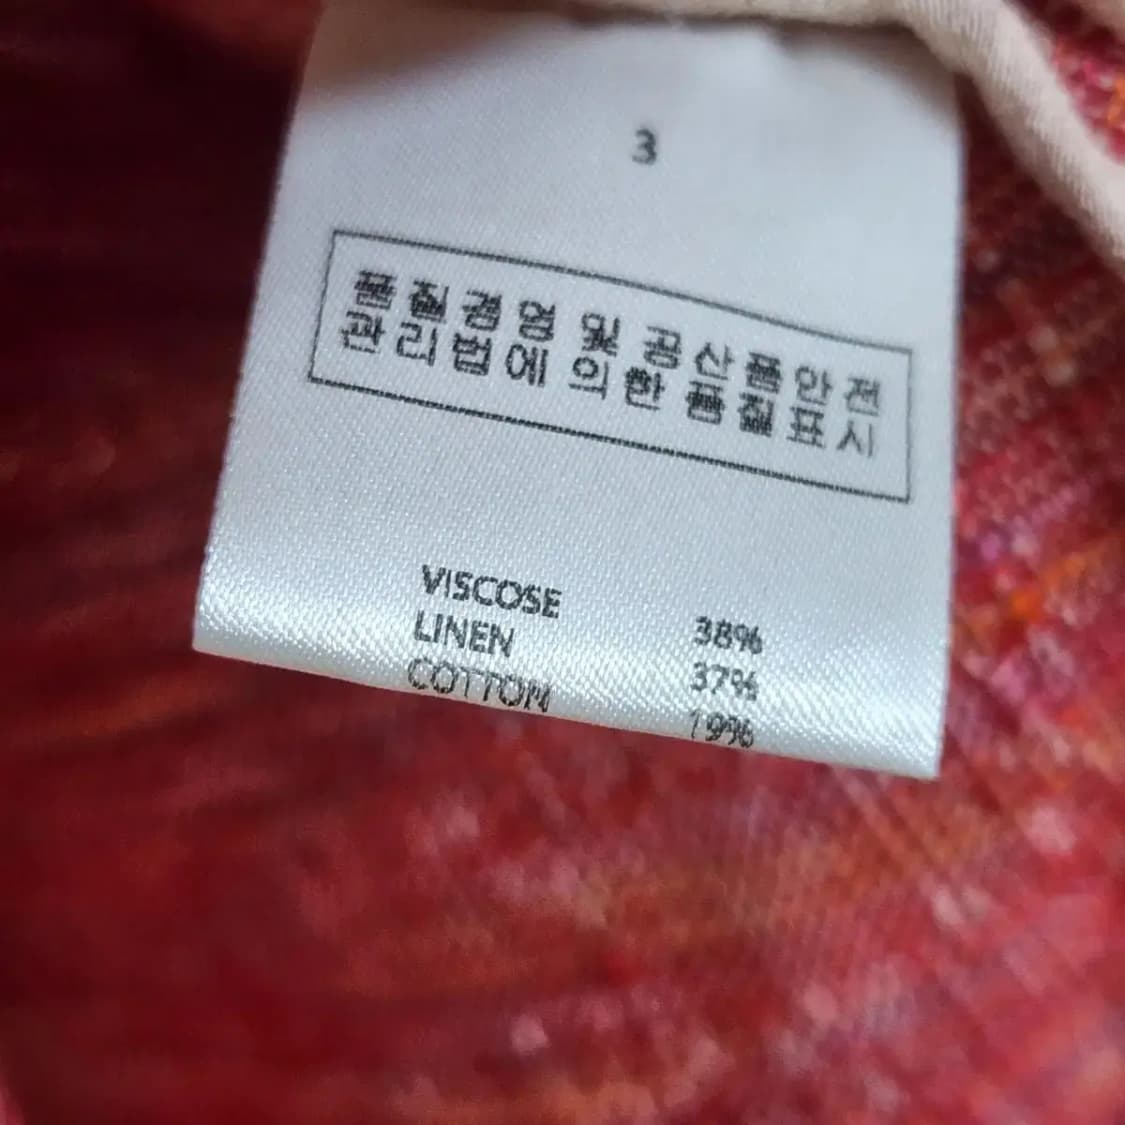 3
품질경영 및 공산품안전
관리법에 의한 품질표시
VISCOSE 38%
LINEN 37%
COTTON 19%